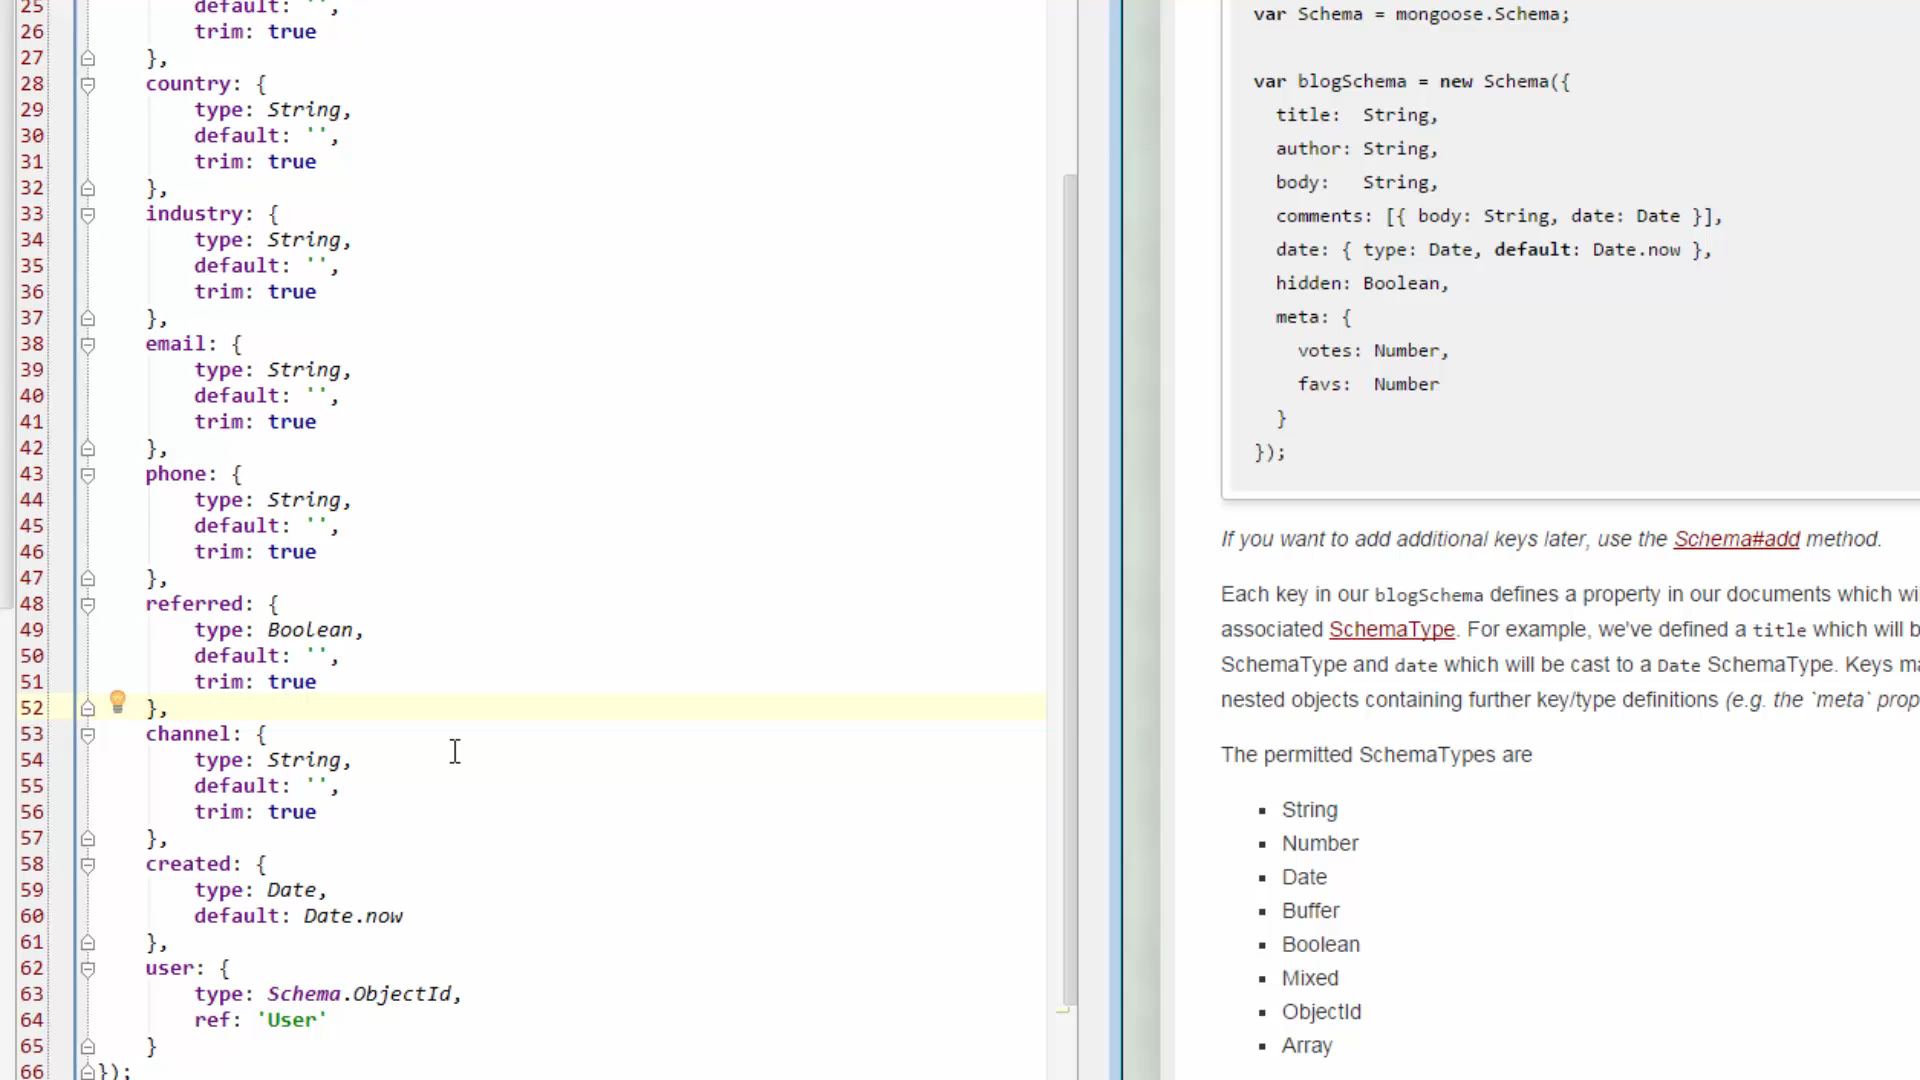 25 default: '',
26 trim: true
27 },
28 country: {
29 type: String,
30 default: '',
31 trim: true
32 },
33 industry: {
34 type: String,
35 default: '',
36 trim: true
37 },
38 email: {
39 type: String,
40 default: '',
41 trim: true
42 },
43 phone: {
44 type: String,
45 default: '',
46 trim: true
47 },
48 referred: {
49 type: Boolean,
50 default: '',
51 trim: true
52 },
53 channel: {
54 type: String,
55 default: '',
56 trim: true
57 },
58 created: {
59 type: Date,
60 default: Date.now
61 },
62 user: {
63 type: Schema.ObjectId,
64 ref: 'User'
65 }
66 });
var Schema = mongoose.Schema;
var blogSchema = new Schema({
title: String,
author: String,
body: String,
comments: [{ body: String, date: Date }],
date: { type: Date, default: Date.now },
hidden: Boolean,
meta: {
votes: Number,
favs: Number
}
});
If you want to add additional keys later, use the Schema#add method.
Each key in our blogSchema defines a property in our documents which wi
associated SchemaType. For example, we've defined a title which will b
SchemaType and date which will be cast to a Date SchemaType. Keys ma
nested objects containing further key/type definitions (e.g. the `meta` prop
The permitted SchemaTypes are
▪ String
▪ Number
▪ Date
▪ Buffer
▪ Boolean
▪ Mixed
▪ ObjectId
▪ Array